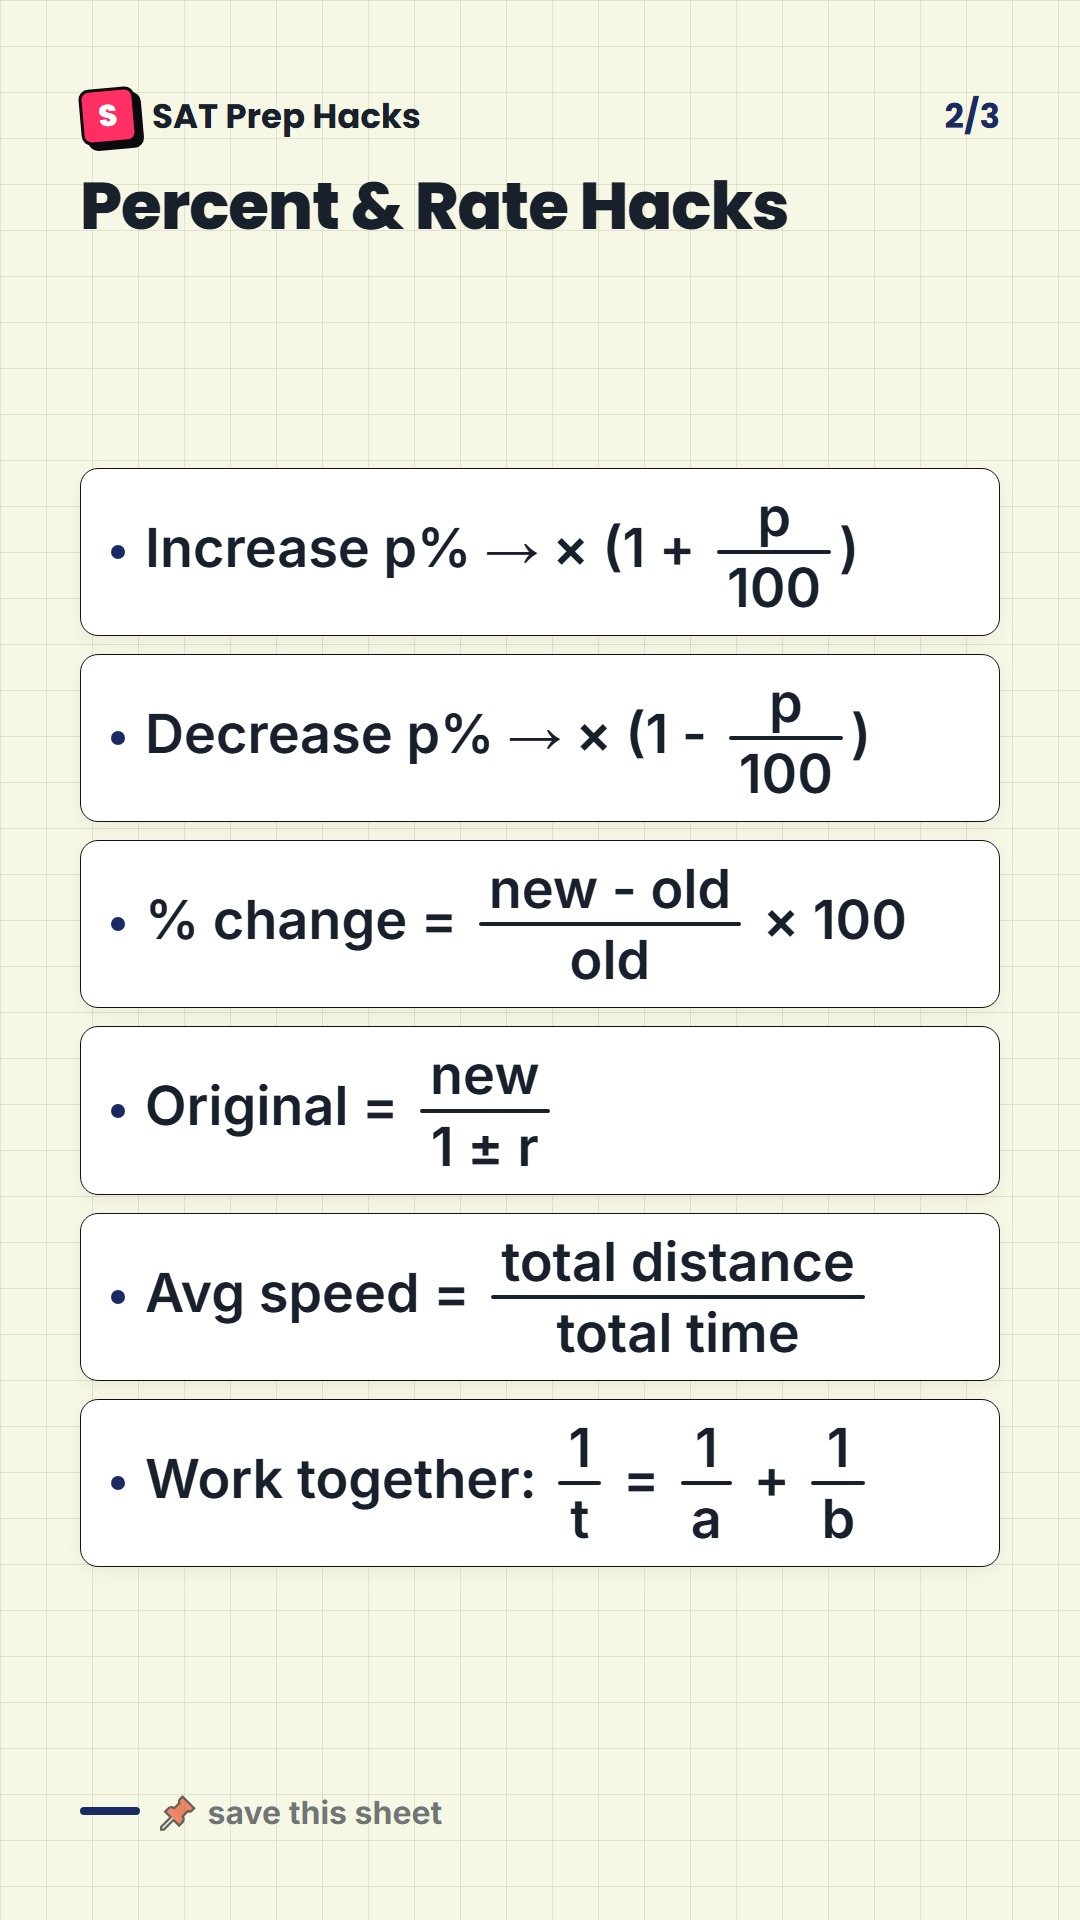 S SAT Prep Hacks 2/3
Percent & Rate Hacks
• Increase p% → × (1 + p/100)
• Decrease p% → × (1 - p/100)
• % change = new - old/old × 100
• Original = new/1 ± r
• Avg speed = total distance/total time
• Work together: 1/t = 1/a + 1/b
📌 save this sheet